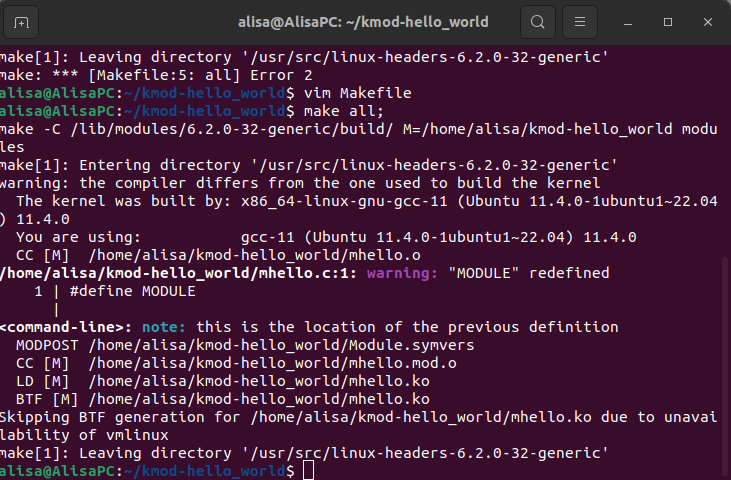 alisa@AlisaPC: ~/kmod-hello_world
make[1]: Leaving directory '/usr/src/linux-headers-6.2.0-32-generic'
make: *** [Makefile:5: all] Error 2
alisa@AlisaPC:~/kmod-hello_world$ vim Makefile
alisa@AlisaPC:~/kmod-hello_world$ make all;
make -C /lib/modules/6.2.0-32-generic/build/ M=/home/alisa/kmod-hello_world modu
les
make[1]: Entering directory '/usr/src/linux-headers-6.2.0-32-generic'
warning: the compiler differs from the one used to build the kernel
  The kernel was built by: x86_64-linux-gnu-gcc-11 (Ubuntu 11.4.0-1ubuntu1~22.04
) 11.4.0
  You are using:           gcc-11 (Ubuntu 11.4.0-1ubuntu1~22.04) 11.4.0
  CC [M]  /home/alisa/kmod-hello_world/mhello.o
/home/alisa/kmod-hello_world/mhello.c:1: warning: "MODULE" redefined
    1 | #define MODULE
      |
<command-line>: note: this is the location of the previous definition
  MODPOST /home/alisa/kmod-hello_world/Module.symvers
  CC [M]  /home/alisa/kmod-hello_world/mhello.mod.o
  LD [M]  /home/alisa/kmod-hello_world/mhello.ko
  BTF [M] /home/alisa/kmod-hello_world/mhello.ko
Skipping BTF generation for /home/alisa/kmod-hello_world/mhello.ko due to unavai
lability of vmlinux
make[1]: Leaving directory '/usr/src/linux-headers-6.2.0-32-generic'
alisa@AlisaPC:~/kmod-hello_world$